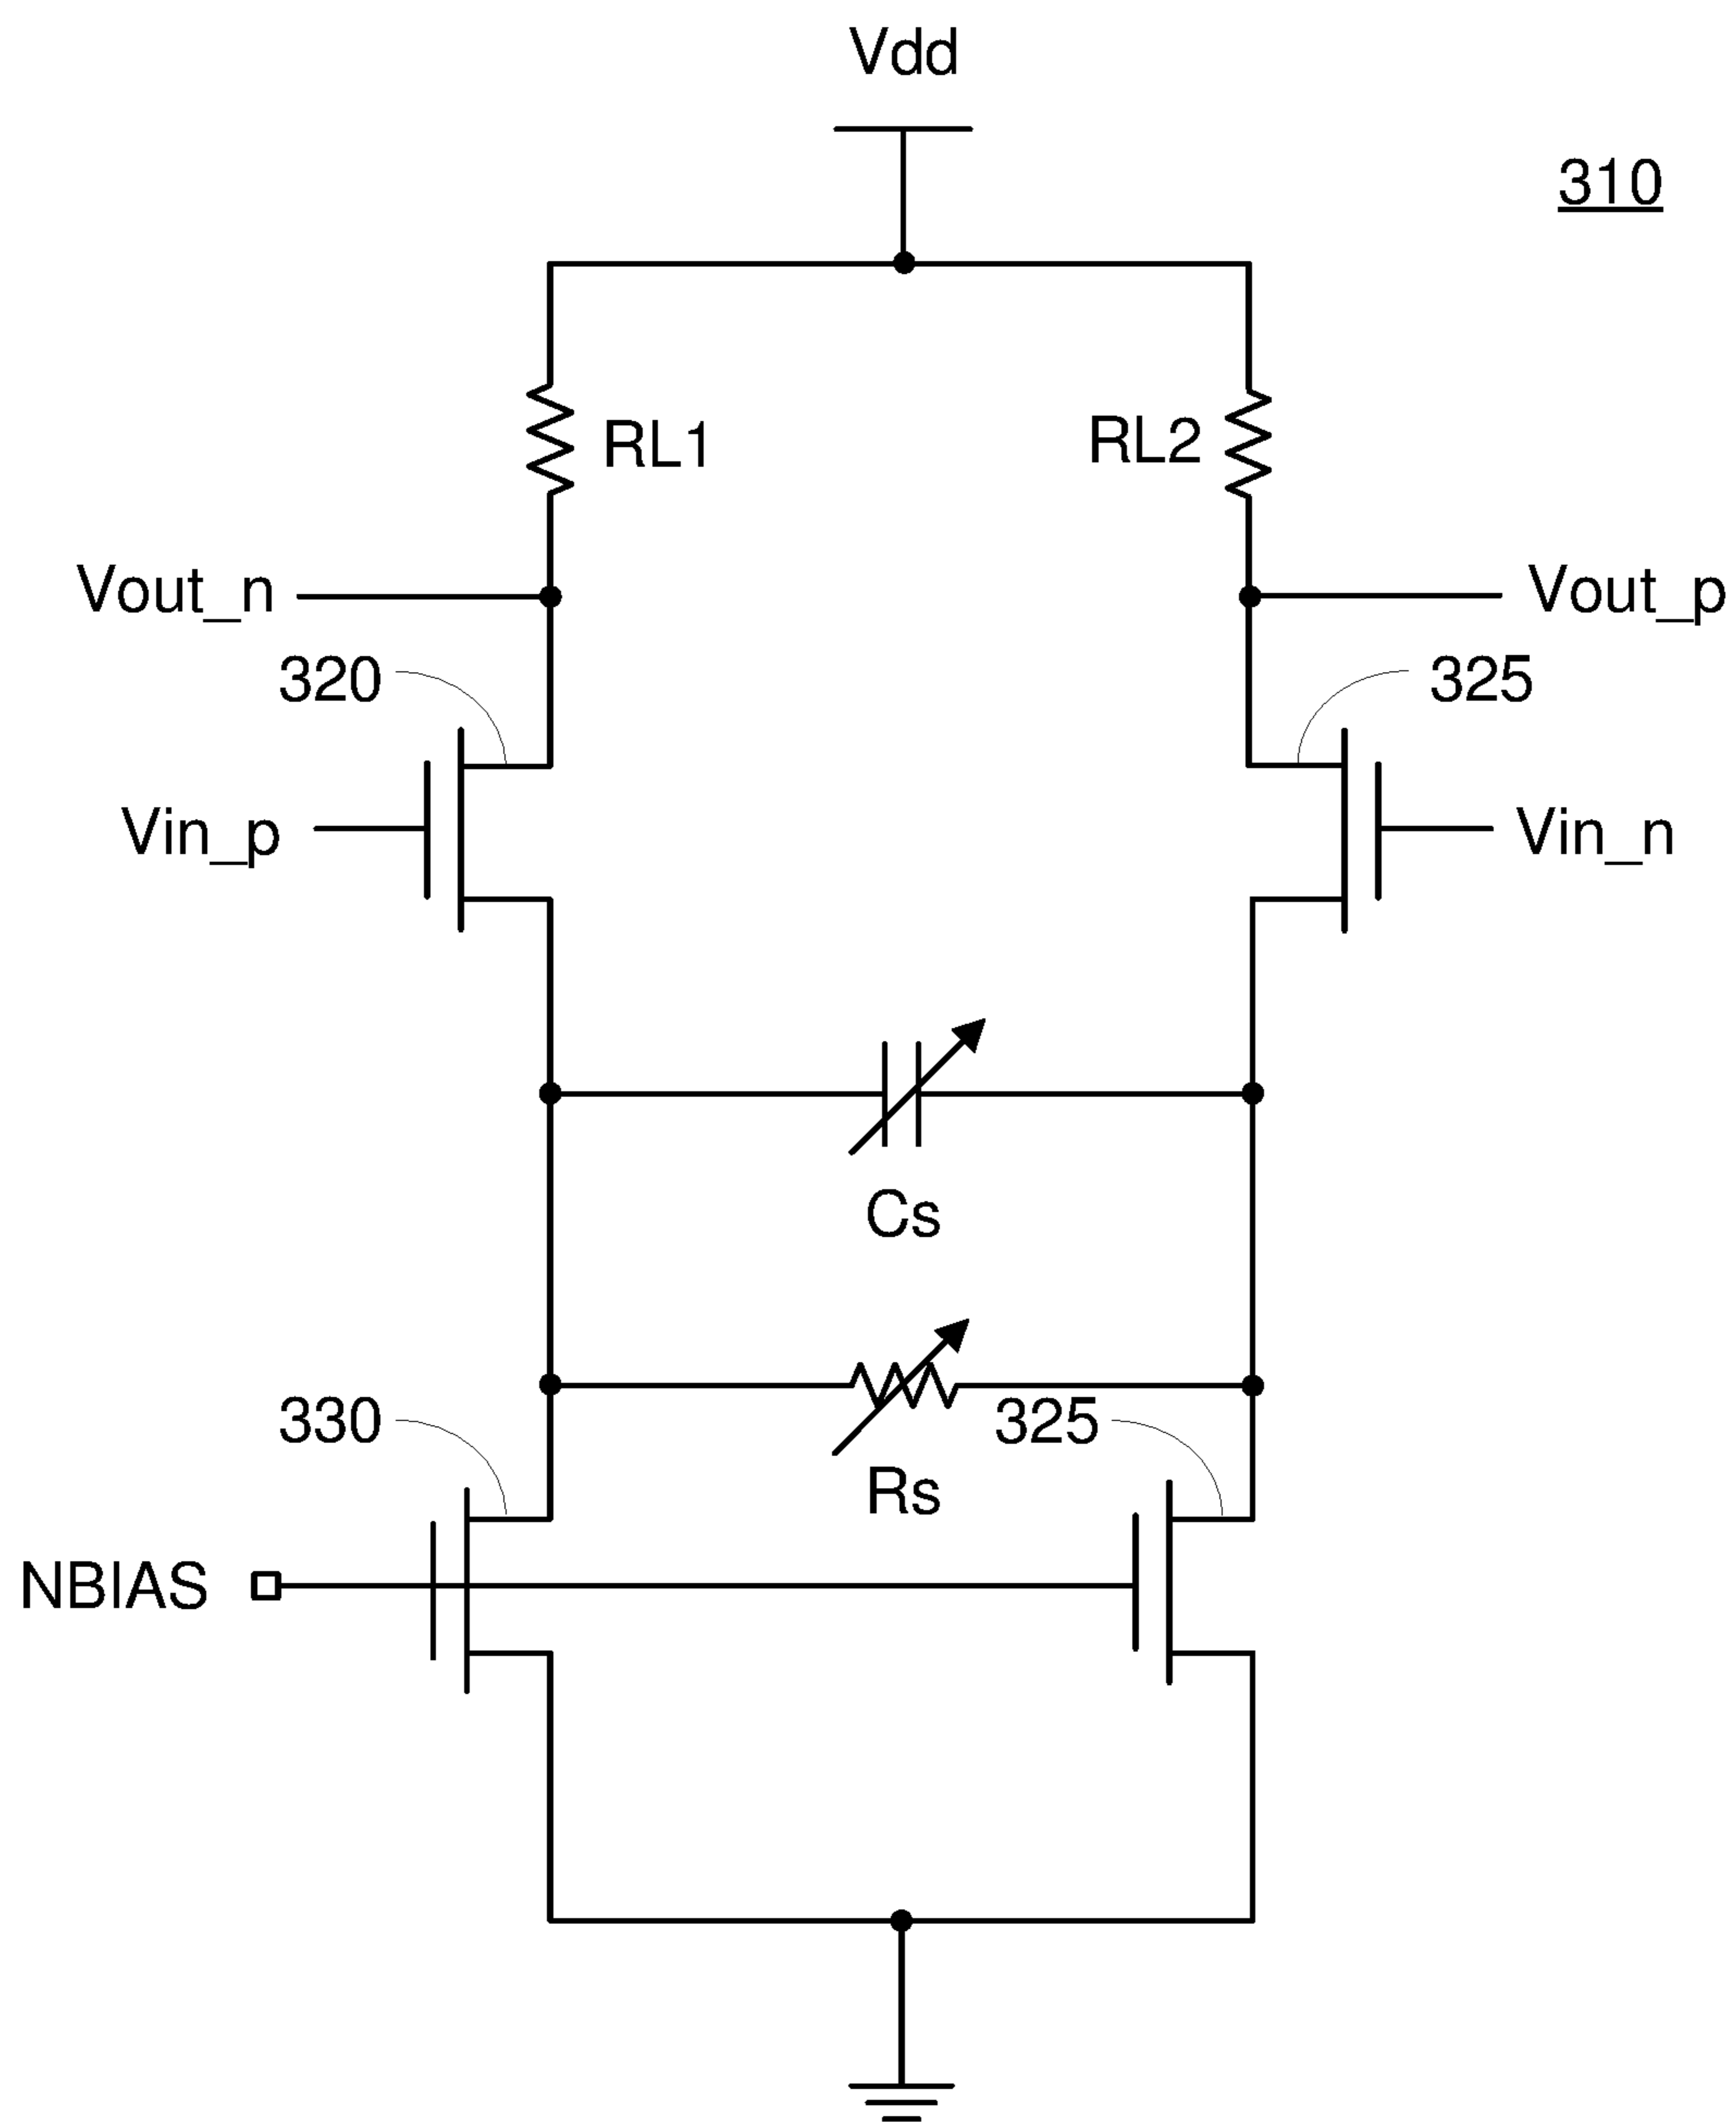 Vdd
310
RL1
RL2
Vout_n
Vout_p
320
325
Vin_p
Vin_n
Cs
330
325
Rs
NBIAS